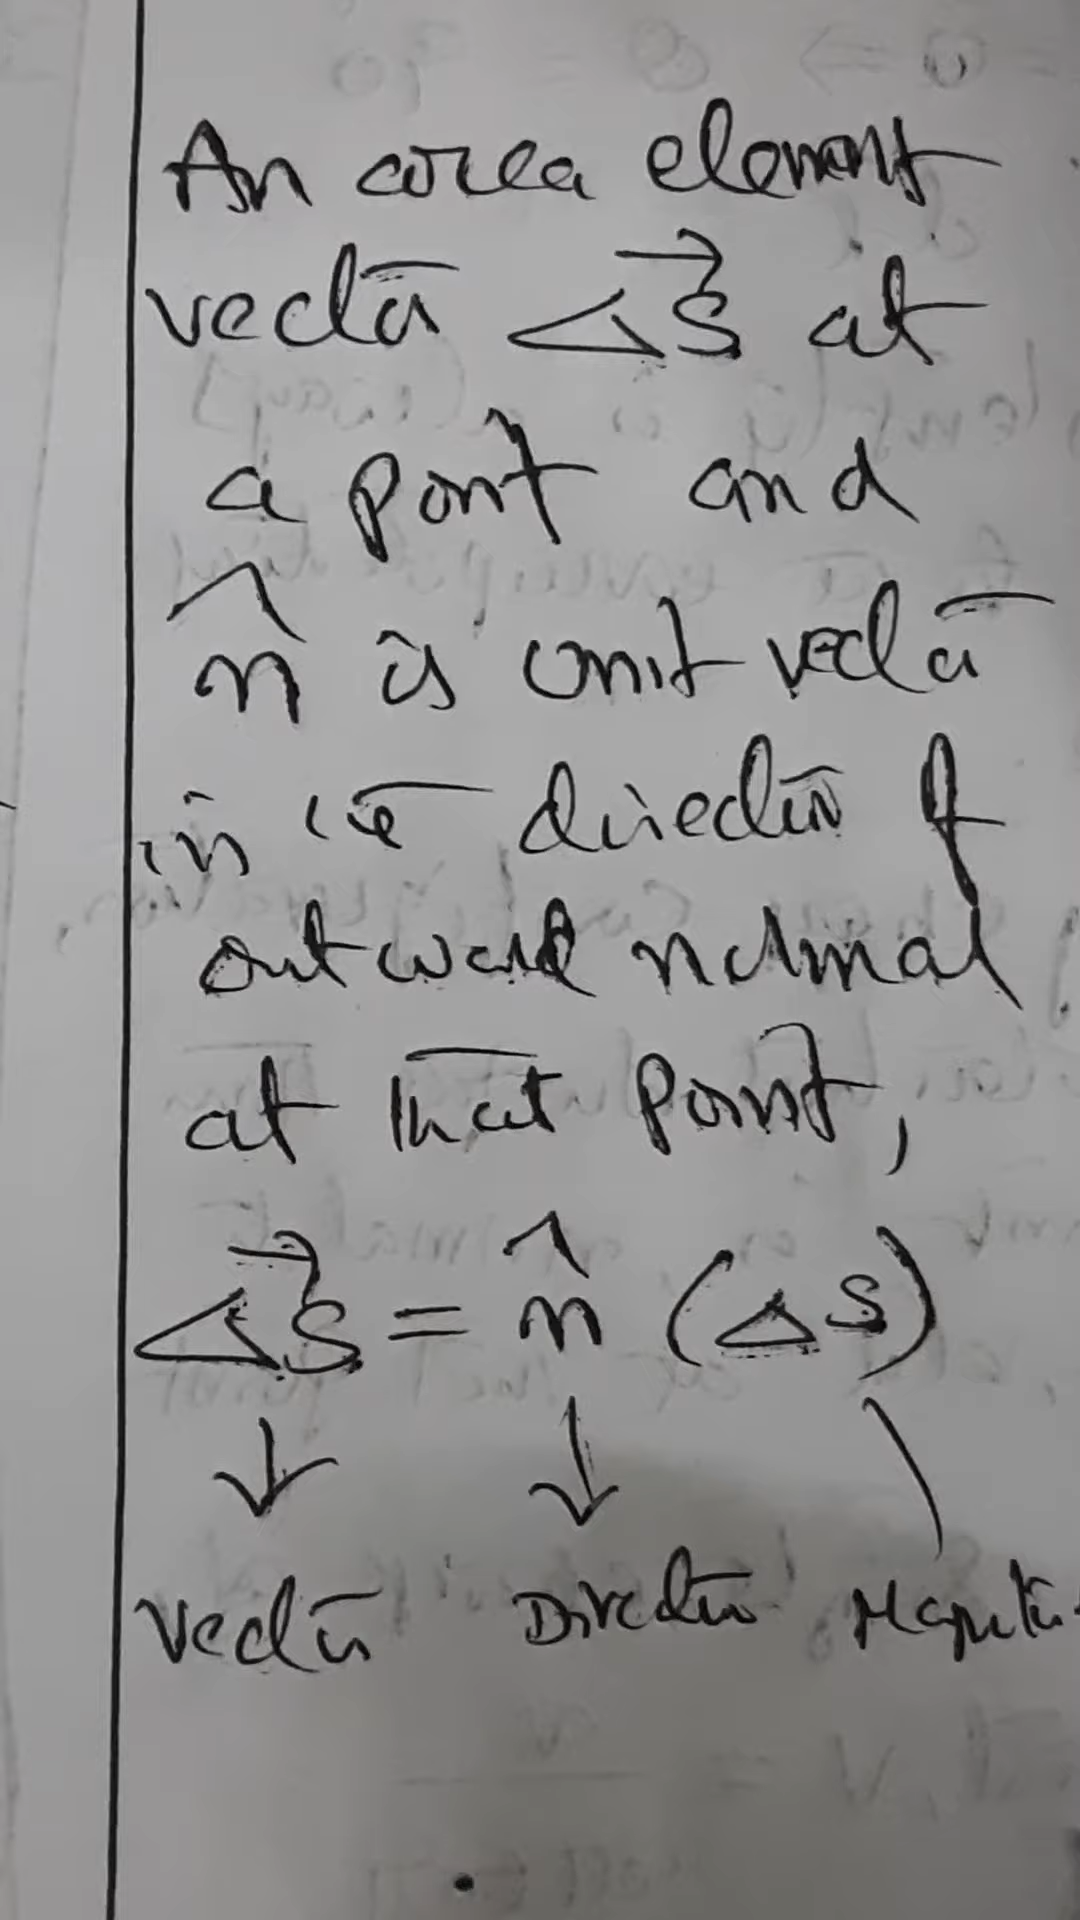 An area element
vector ΔS⃗ at
a point and
n̂ is unit vector
in the direction of
outward normal
at that point,
ΔS⃗ = n̂ (ΔS)
↓ ↓ \
Vector Direction Magnitu